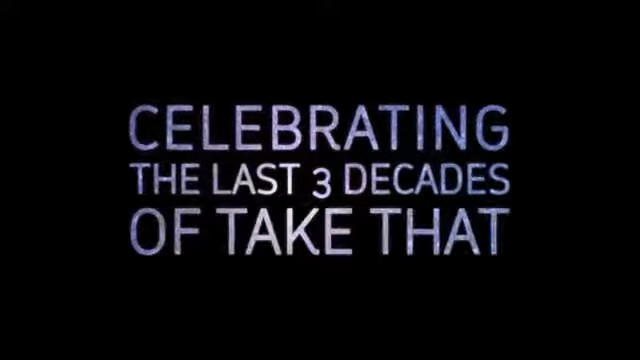 CELEBRATING
THE LAST 3 DECADES
OF TAKE THAT